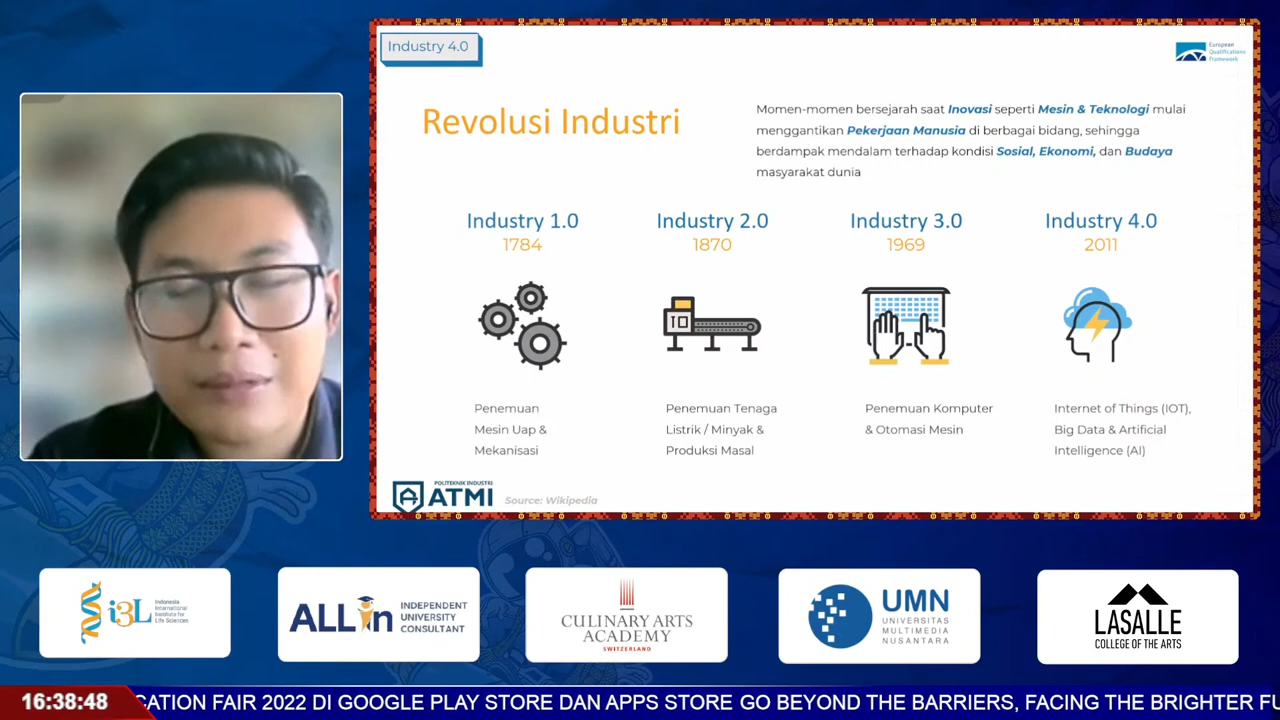 Industry 4.0
European
Qualifications
Framework
Revolusi Industri
Momen-momen bersejarah saat Inovasi seperti Mesin & Teknologi mulai
menggantikan Pekerjaan Manusia di berbagai bidang, sehingga
berdampak mendalam terhadap kondisi Sosial, Ekonomi, dan Budaya
masyarakat dunia
Industry 1.0
1784
Penemuan
Mesin Uap &
Mekanisasi
Industry 2.0
1870
Penemuan Tenaga
Listrik / Minyak &
Produksi Masal
Industry 3.0
1969
Penemuan Komputer
& Otomasi Mesin
Industry 4.0
2011
Internet of Things (IOT),
Big Data & Artificial
Intelligence (AI)
POLITEKNIK INDUSTRI
ATMI
Source: Wikipedia
i3L
Indonesia
International
Institute for
Life Sciences
ALLin
INDEPENDENT
UNIVERSITY
CONSULTANT
CULINARY ARTS
ACADEMY
SWITZERLAND
UMN
UNIVERSITAS
MULTIMEDIA
NUSANTARA
LASALLE
COLLEGE OF THE ARTS
16:38:48
CATION FAIR 2022 DI GOOGLE PLAY STORE DAN APPS STORE GO BEYOND THE BARRIERS, FACING THE BRIGHTER FU